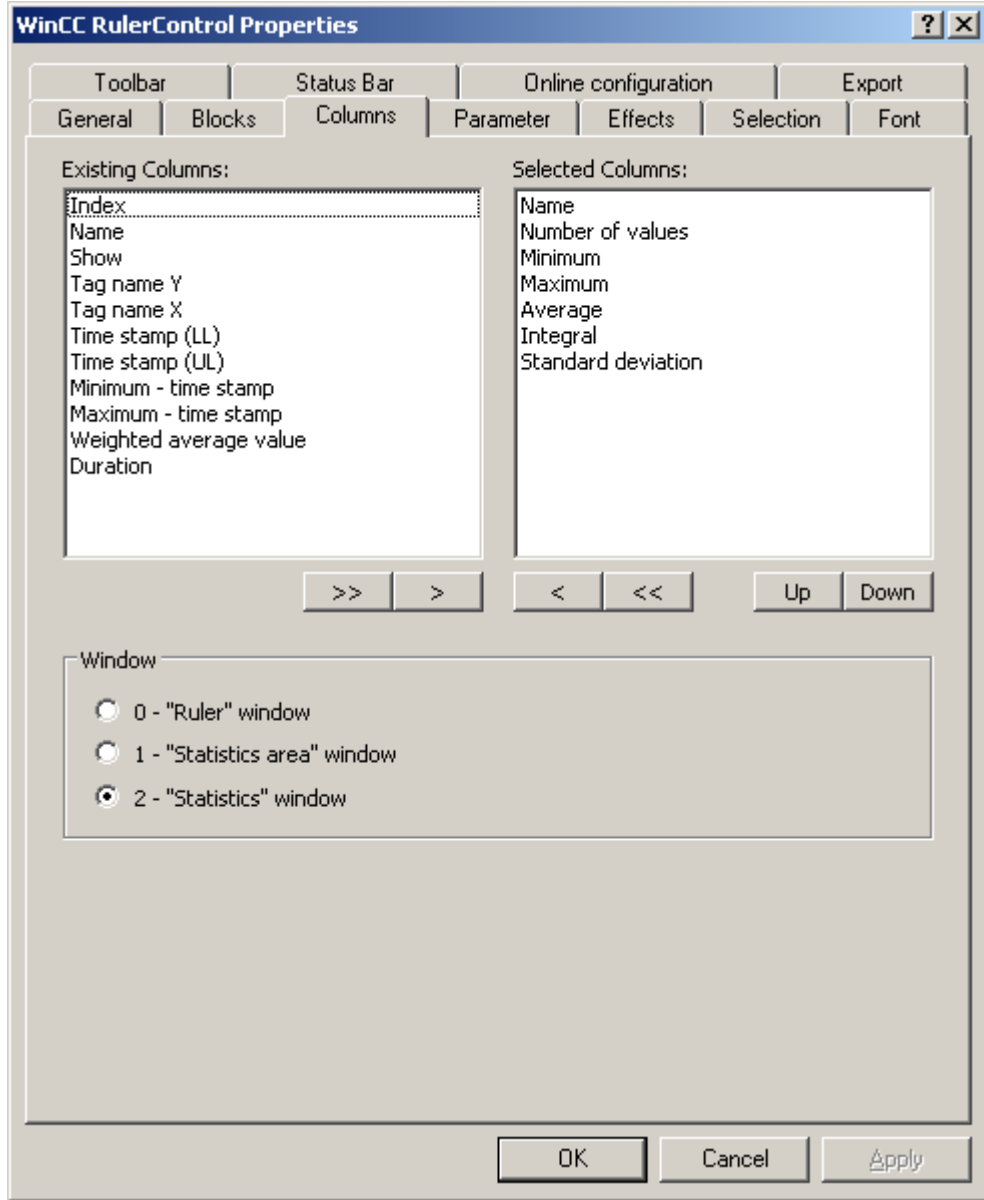 WinCC RulerControl Properties
Toolbar Status Bar Online configuration Export
General Blocks Columns Parameter Effects Selection Font
Existing Columns:
Index
Name
Show
Tag name Y
Tag name X
Time stamp (LL)
Time stamp (UL)
Minimum - time stamp
Maximum - time stamp
Weighted average value
Duration
Selected Columns:
Name
Number of values
Minimum
Maximum
Average
Integral
Standard deviation
>> > < << Up Down
Window
0 - "Ruler" window
1 - "Statistics area" window
2 - "Statistics" window
OK Cancel Apply